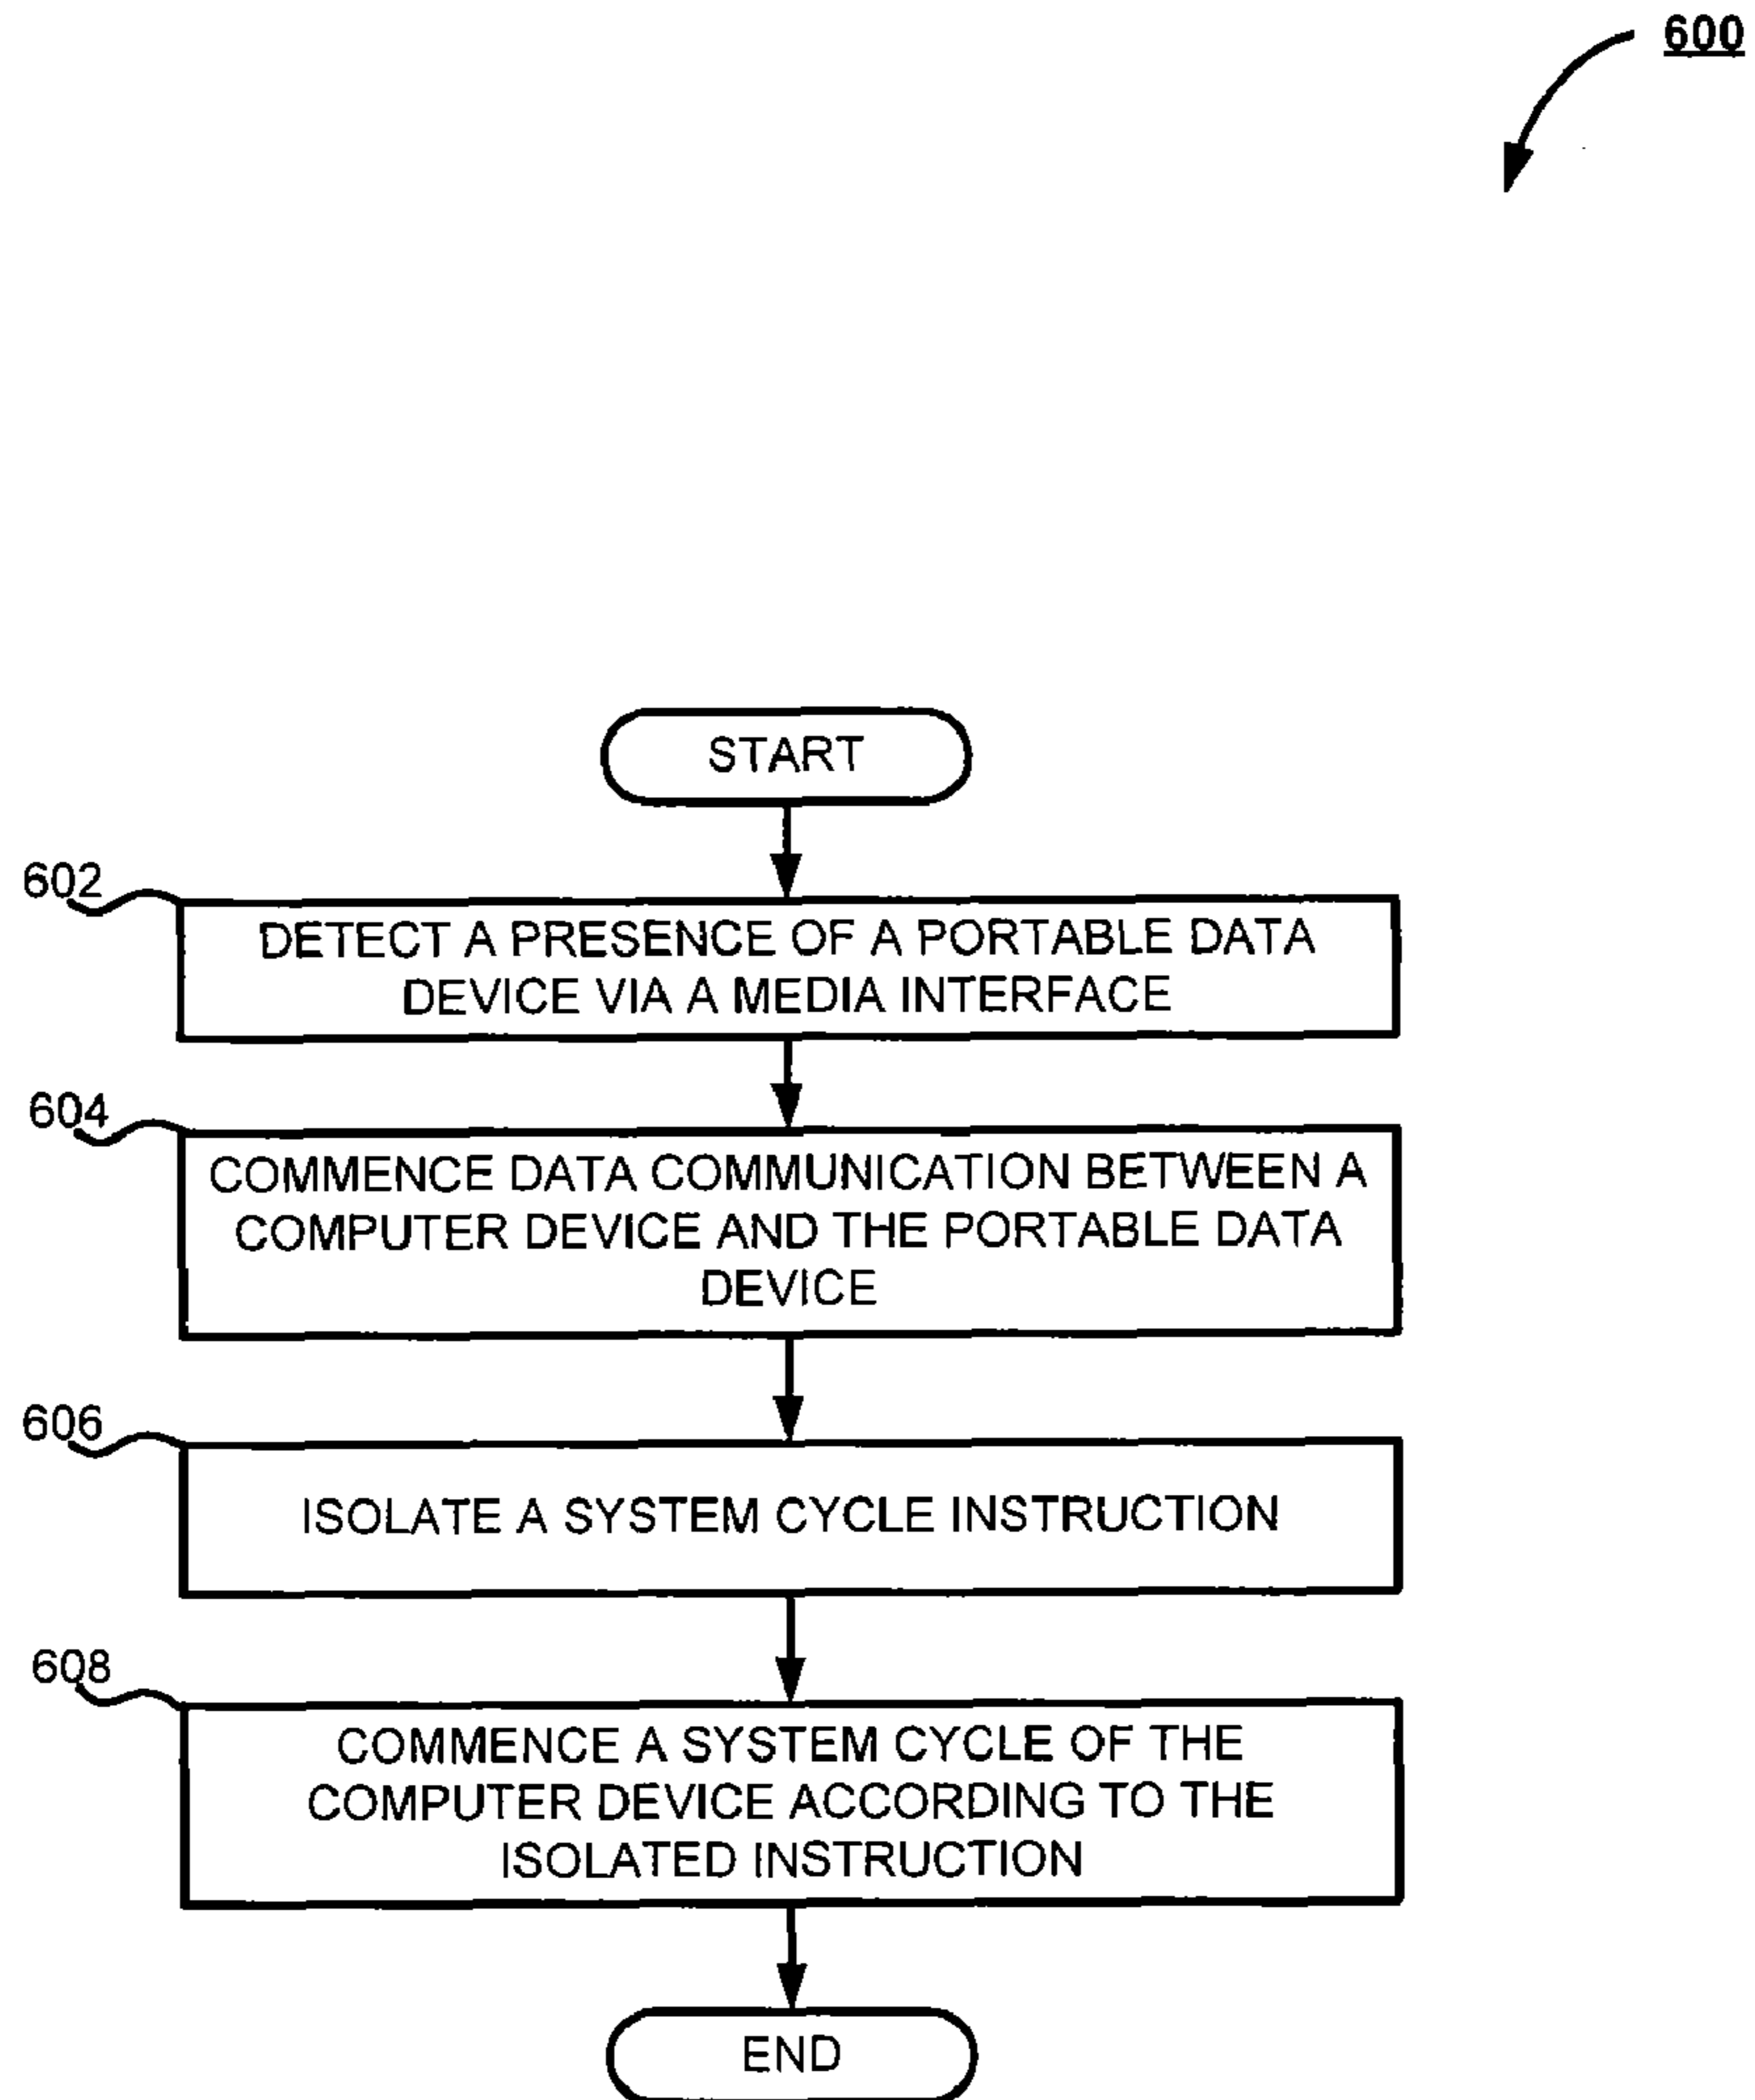 600
START
602
DETECT A PRESENCE OF A PORTABLE DATA
DEVICE VIA A MEDIA INTERFACE
604
COMMENCE DATA COMMUNICATION BETWEEN A
COMPUTER DEVICE AND THE PORTABLE DATA
DEVICE
606
ISOLATE A SYSTEM CYCLE INSTRUCTION
608
COMMENCE A SYSTEM CYCLE OF THE
COMPUTER DEVICE ACCORDING TO THE
ISOLATED INSTRUCTION
END